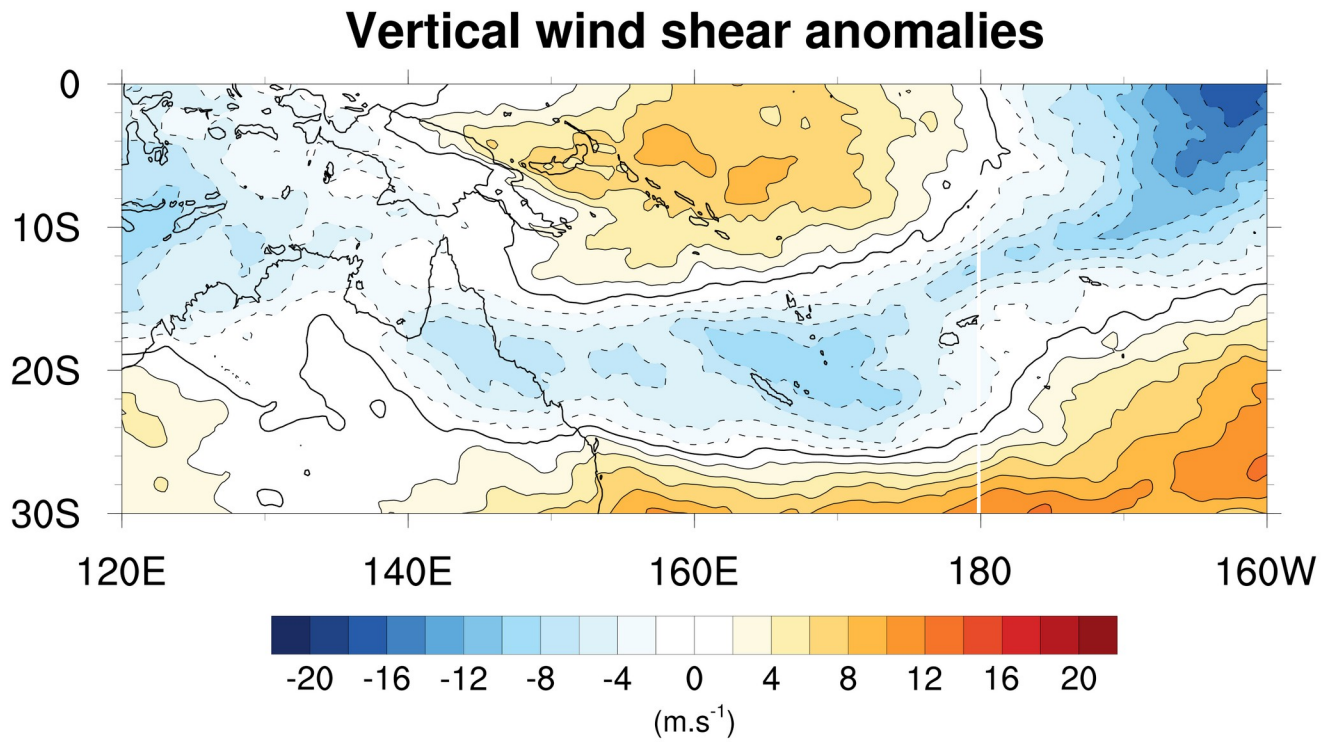 Vertical wind shear anomalies
0
10S
20S
30S
120E 140E 160E 180 160W
-20 -16 -12 -8 -4 0 4 8 12 16 20
(m.s⁻¹)